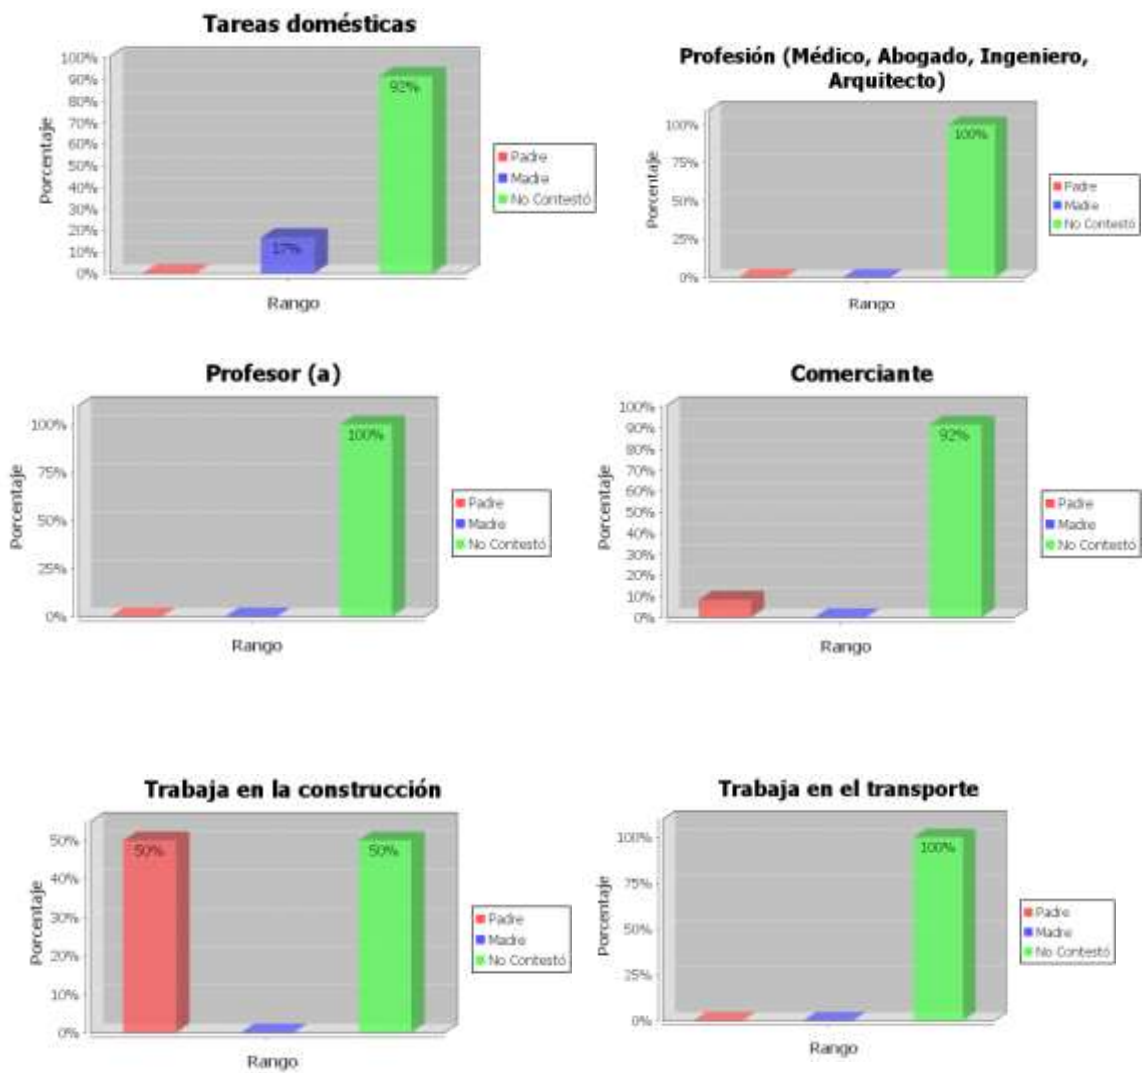 Tareas domésticas
100%
90%
80%
70%
60%
50%
40%
30%
20%
10%
0%
Porcentaje
92%
17%
Rango
Padre
Madre
No Contestó
Profesión (Médico, Abogado, Ingeniero,
Arquitecto)
100%
75%
50%
25%
0%
Porcentaje
100%
Rango
Padre
Madre
No Contestó
Profesor (a)
100%
75%
50%
25%
0%
Porcentaje
100%
Rango
Padre
Madre
No Contestó
Comerciante
100%
90%
80%
70%
60%
50%
40%
30%
20%
10%
0%
Porcentaje
92%
Rango
Padre
Madre
No Contestó
Trabaja en la construcción
50%
40%
30%
20%
10%
0%
Porcentaje
50%
50%
Rango
Padre
Madre
No Contestó
Trabaja en el transporte
100%
75%
50%
25%
0%
Porcentaje
100%
Rango
Padre
Madre
No Contestó